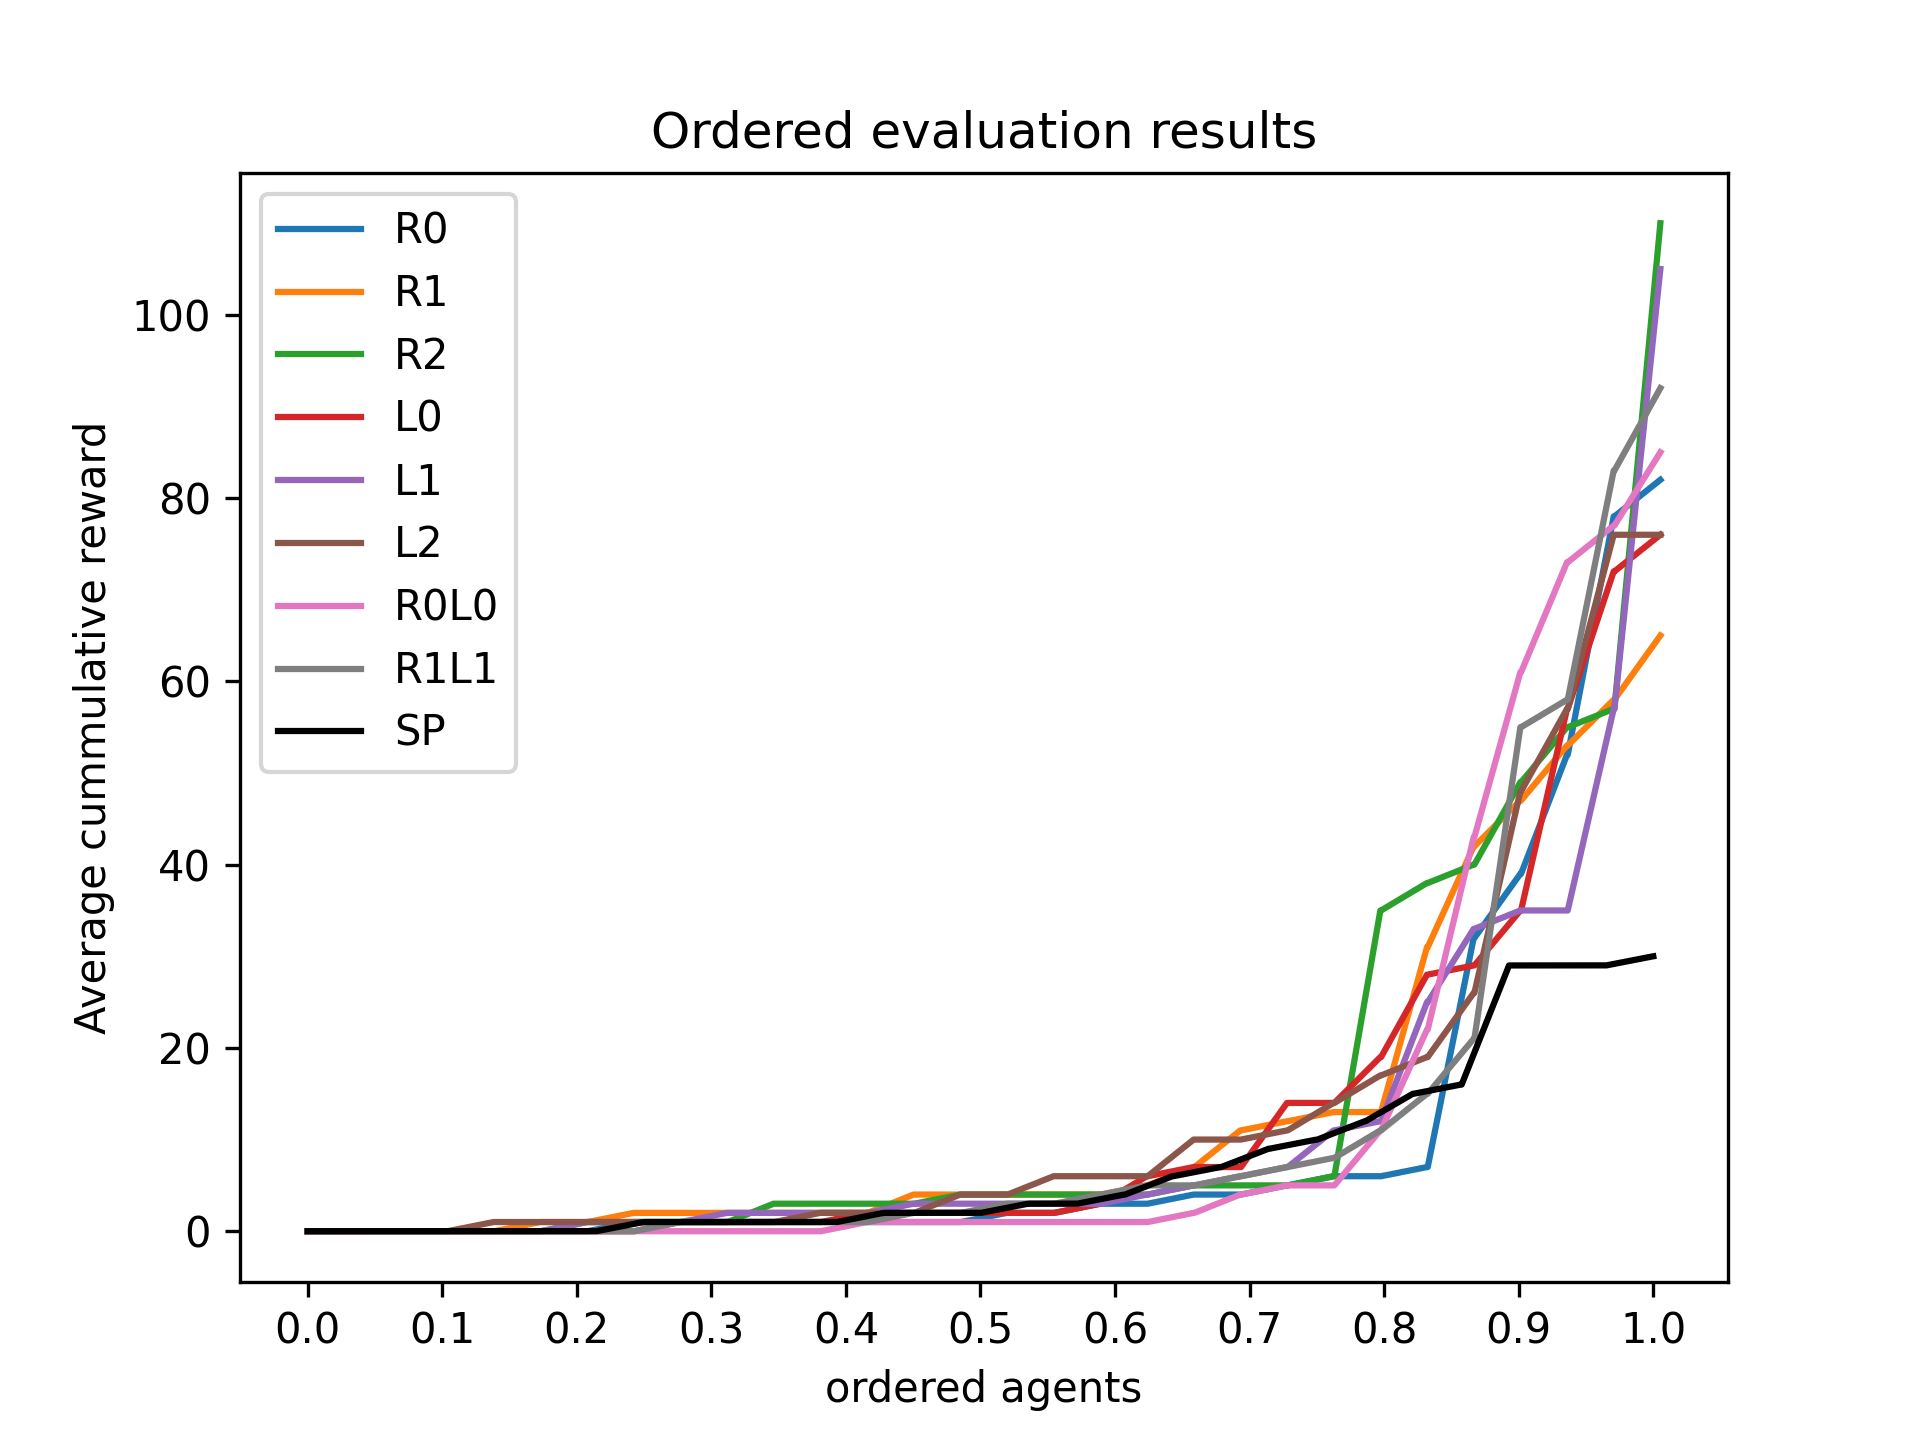 Ordered evaluation results
R0
R1
R2
L0
L1
L2
R0L0
R1L1
SP
Average cummulative reward
100
80
60
40
20
0
0.0 0.1 0.2 0.3 0.4 0.5 0.6 0.7 0.8 0.9 1.0
ordered agents